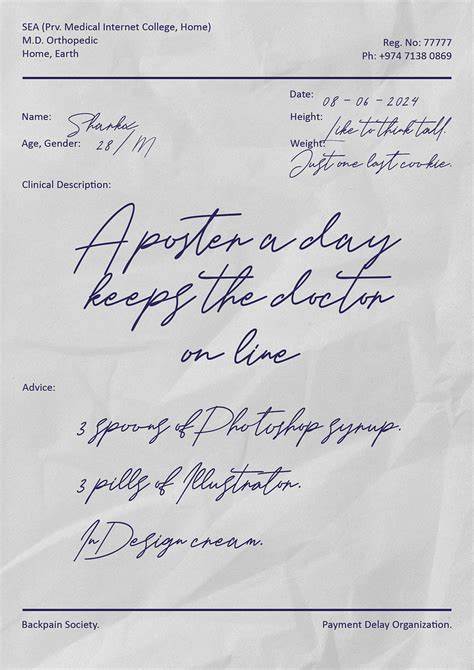 SEA (Prv. Medical Internet College, Home)
M.D. Orthopedic
Home, Earth
Reg. No: 77777
Ph: +974 7138 0869
Date: 08 - 06 - 2024
Name: Sharka
Height: Like to think tall.
Age, Gender: 28/M
Weight: Just one last cookie.
Clinical Description:
A poster a day
keeps the doctor
on line
Advice:
3 spoons of Photoshop syrup.
3 pills of Illustrator.
InDesign cream.
Backpain Society.
Payment Delay Organization.